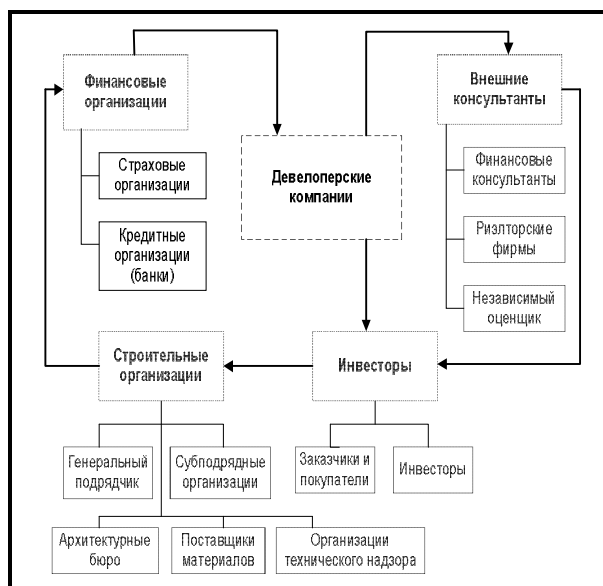 Финансовые
организации
Внешние
консультанты
Страховые
организации
Девелоперские
компании
Финансовые
консультанты
Кредитные
организации
(банки)
Риэлторские
фирмы
Независимый
оценщик
Строительные
организации
Инвесторы
Генеральный
подрядчик
Субподрядные
организации
Заказчики и
покупатели
Инвесторы
Архитектурные
бюро
Поставщики
материалов
Организации
технического надзора